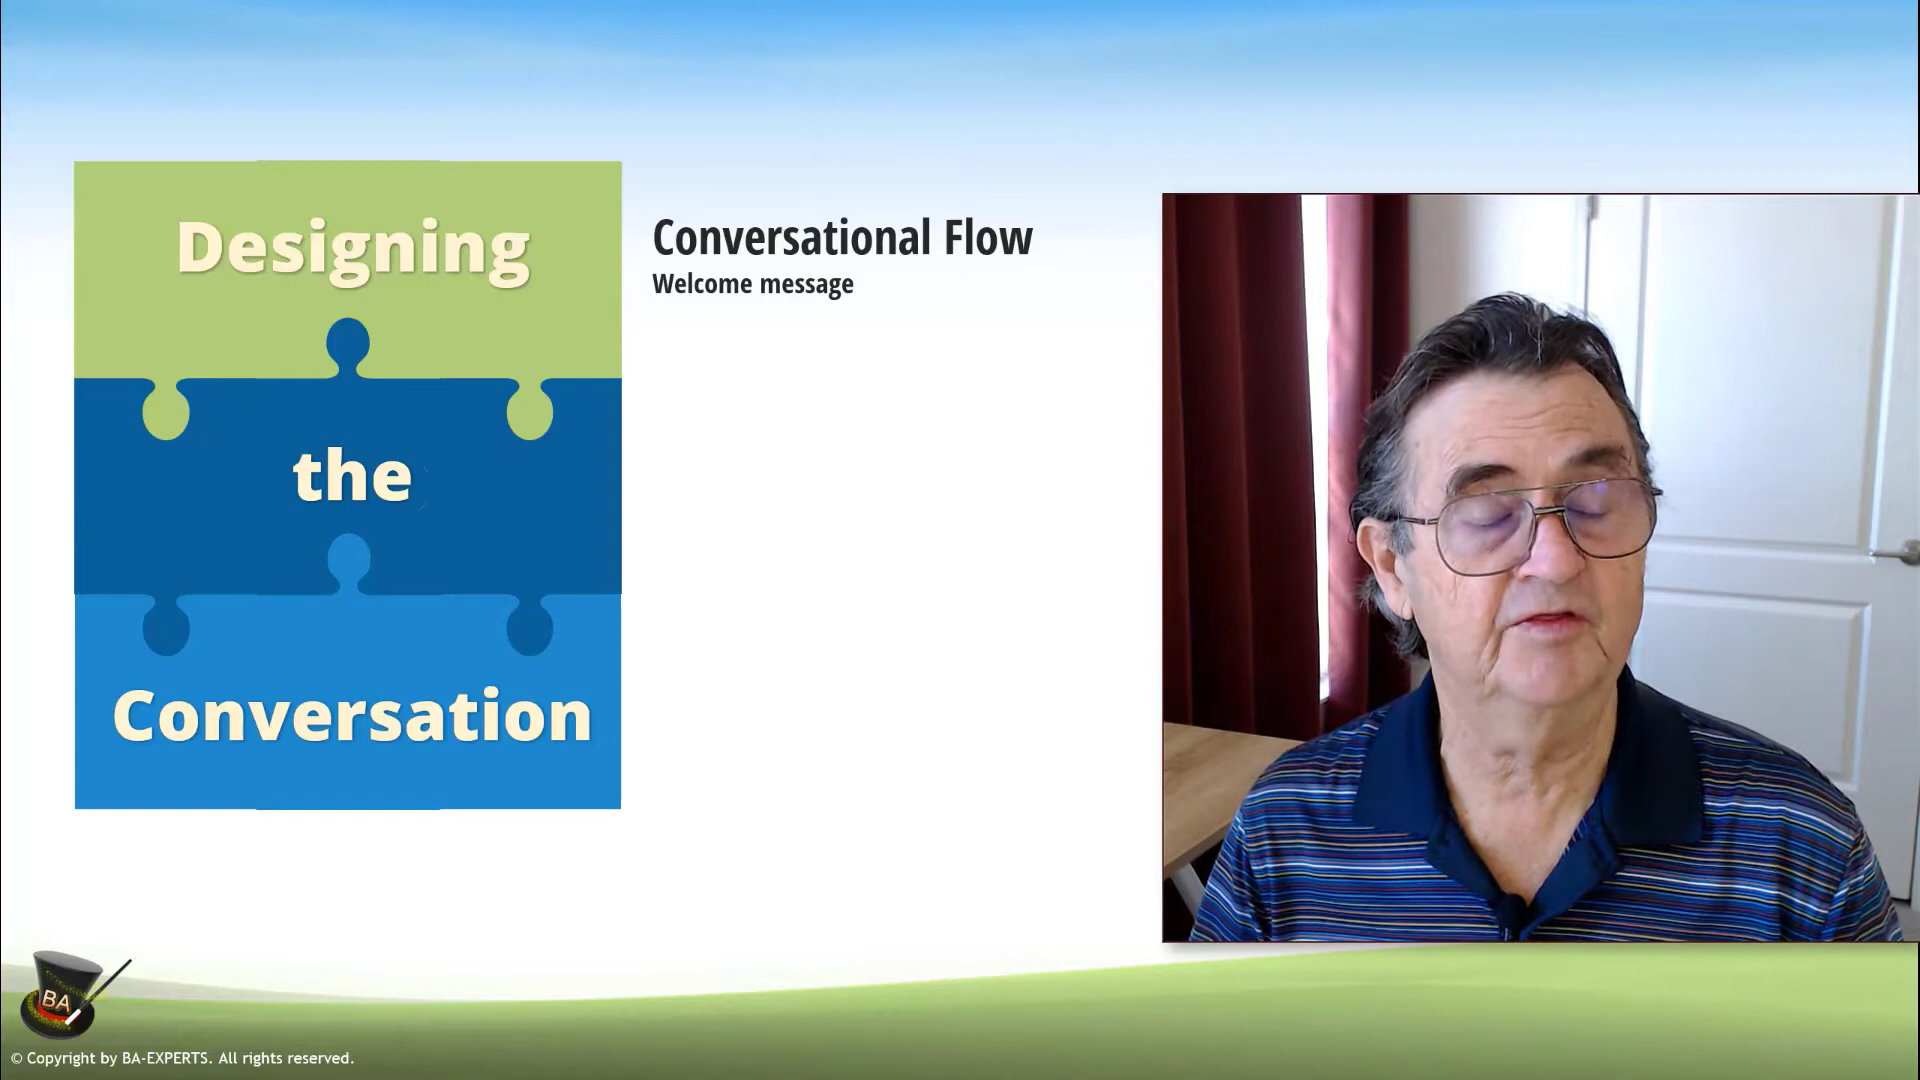 Designing
the
Conversation
Conversational Flow
Welcome message
BA
© Copyright by BA-EXPERTS. All rights reserved.